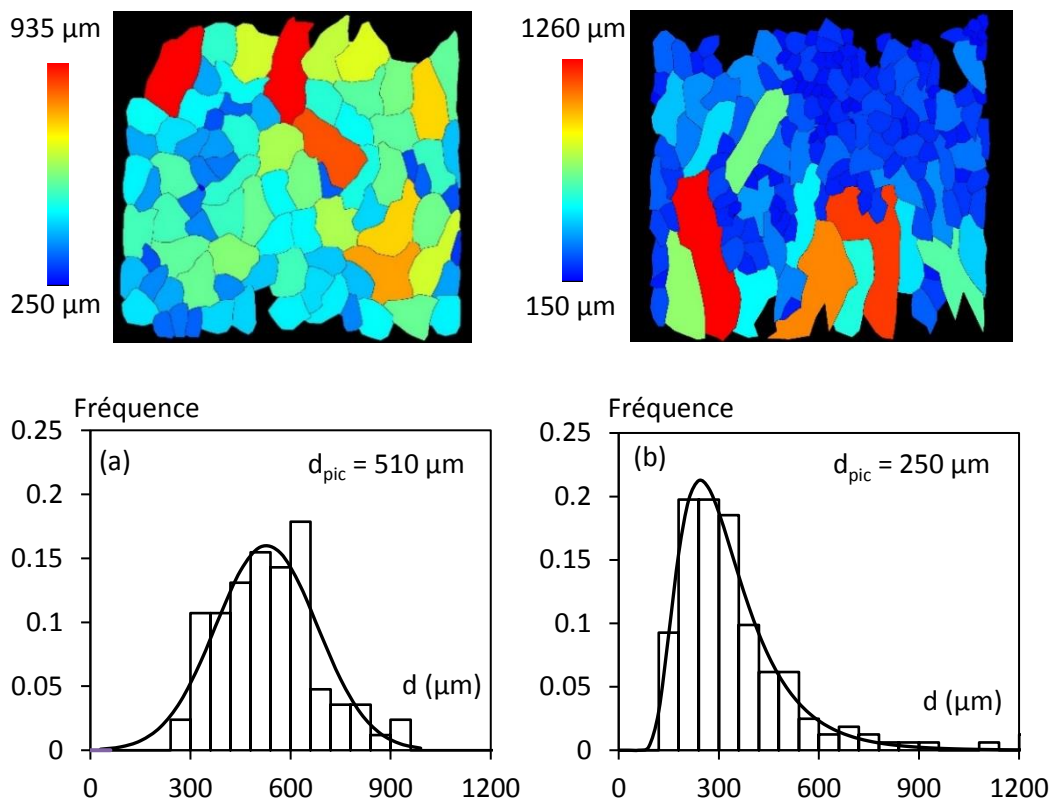 935 µm
250 µm
1260 µm
150 µm
Fréquence
0.25
0.2
0.15
0.1
0.05
0
(a)
d_pic = 510 µm
d (µm)
0 300 600 900 1200
Fréquence
0.25
0.2
0.15
0.1
0.05
0
(b)
d_pic = 250 µm
d (µm)
0 300 600 900 1200